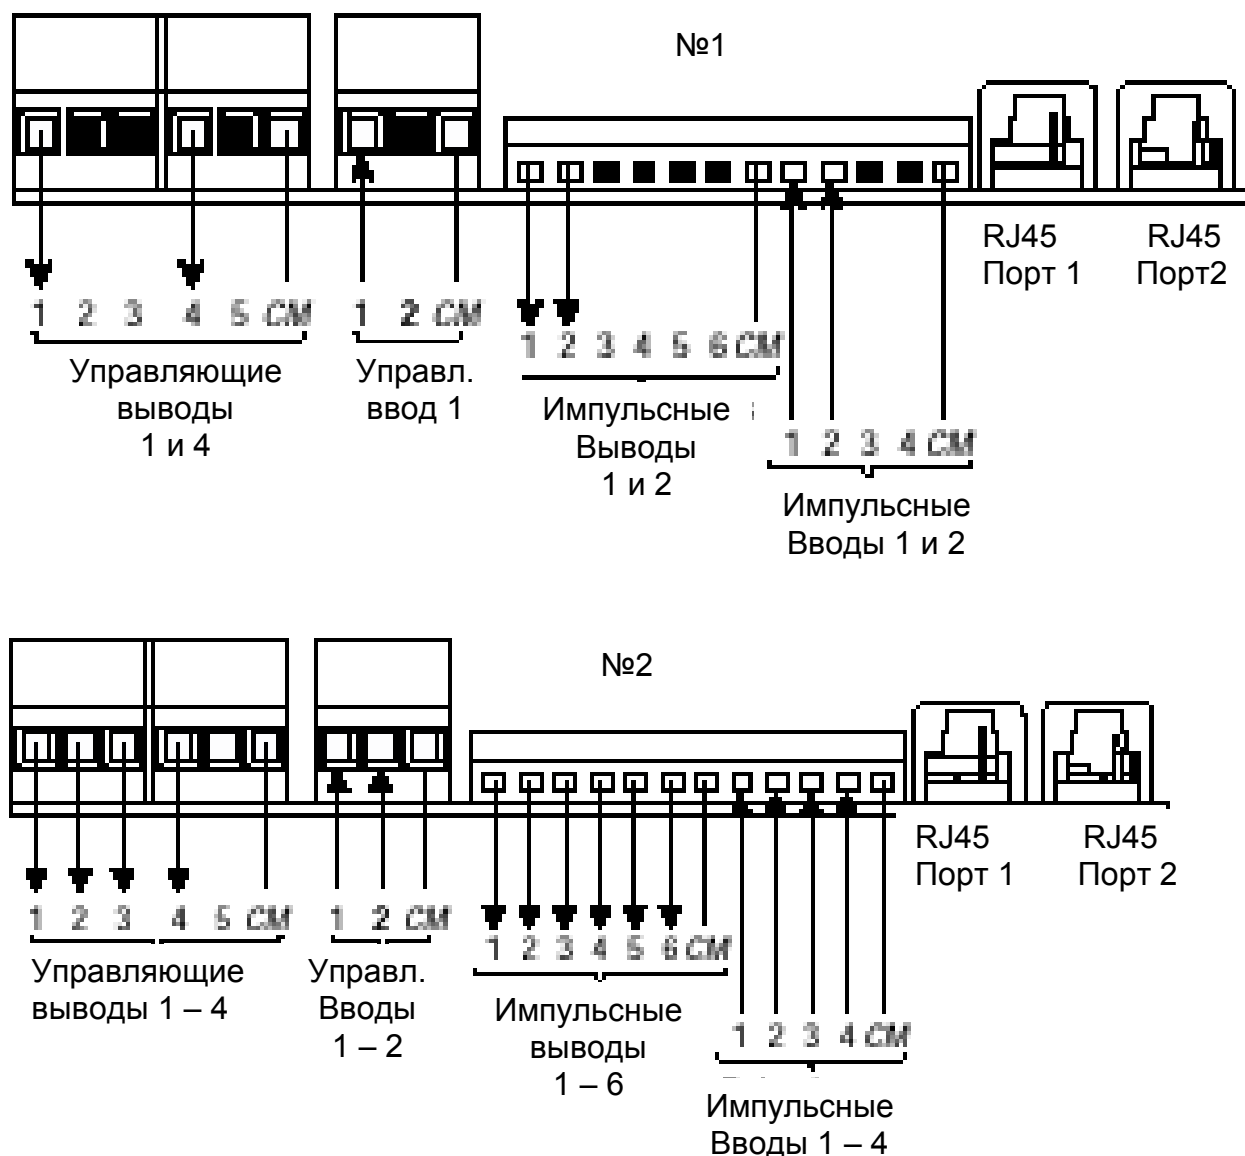 №1
RJ45 RJ45
Порт 1 Порт2
1 2 3 4 5 CM 1 2 CM
1 2 3 4 5 6 CM
Управляющие
выводы
1 и 4
Управл.
ввод 1
Импульсные
Выводы
1 и 2
1 2 3 4 CM
Импульсные
Вводы 1 и 2
№2
RJ45 RJ45
Порт 1 Порт 2
1 2 3 4 5 CM 1 2 CM
1 2 3 4 5 6 CM
Управляющие
выводы 1 – 4
Управл.
Вводы
1 – 2
Импульсные
выводы
1 – 6
1 2 3 4 CM
Импульсные
Вводы 1 – 4